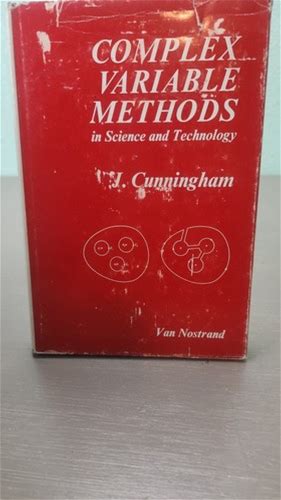 COMPLEX
VARIABLE
METHODS
in Science and Technology
J. Cunningham
Van Nostrand